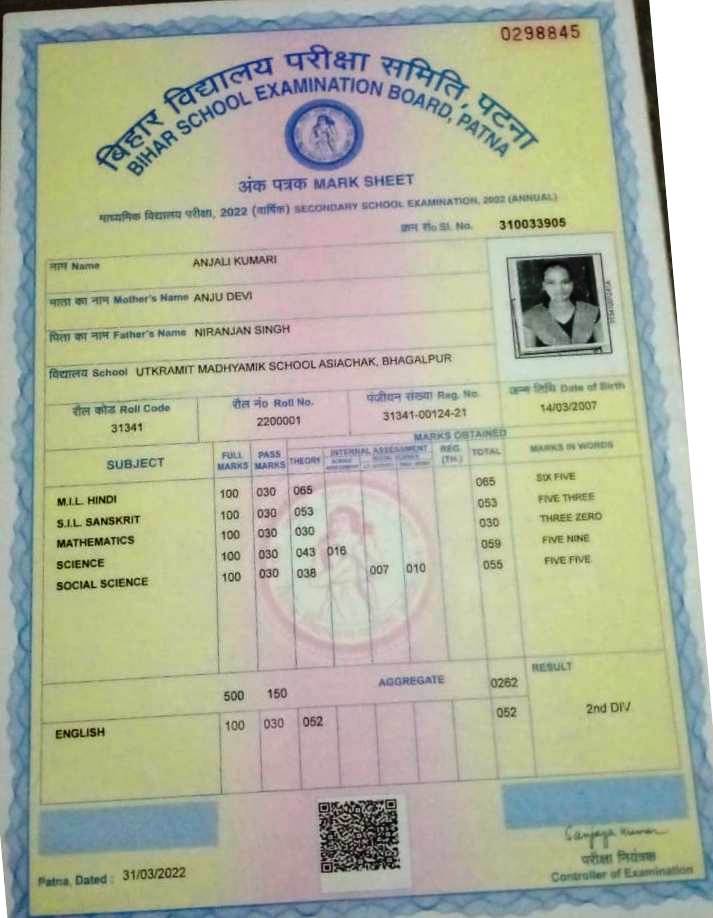 0298845
बिहार विद्यालय परीक्षा समिति, पटना
BIHAR SCHOOL EXAMINATION BOARD, PATNA
अंक पत्रक MARK SHEET
माध्यमिक विद्यालय परीक्षा, 2022 (वार्षिक) SECONDARY SCHOOL EXAMINATION, 2022 (ANNUAL)
क्रम सं० Sl. No. 310033905
नाम Name ANJALI KUMARI
माता का नाम Mother's Name ANJU DEVI
पिता का नाम Father's Name NIRANJAN SINGH
विद्यालय School UTKRAMIT MADHYAMIK SCHOOL ASIACHAK, BHAGALPUR
रौल कोड Roll Code रौल नं० Roll No. पंजीयन संख्या Reg. No. जन्म तिथि Date of Birth
31341 2200001 31341-00124-21 14/03/2007
MARKS OBTAINED
SUBJECT FULL MARKS PASS MARKS THEORY INTERNAL ASSESSMENT REG. (TH.) TOTAL MARKS IN WORDS
M.I.L. HINDI 100 030 065 065 SIX FIVE
S.I.L. SANSKRIT 100 030 053 053 FIVE THREE
MATHEMATICS 100 030 030 030 THREE ZERO
SCIENCE 100 030 043 016 059 FIVE NINE
SOCIAL SCIENCE 100 030 038 007 010 055 FIVE FIVE
500 150 AGGREGATE 0262 RESULT
2nd DIV
ENGLISH 100 030 052 052
Patna, Dated : 31/03/2022
Sanjay Kumar
परीक्षा नियंत्रक
Controller of Examination